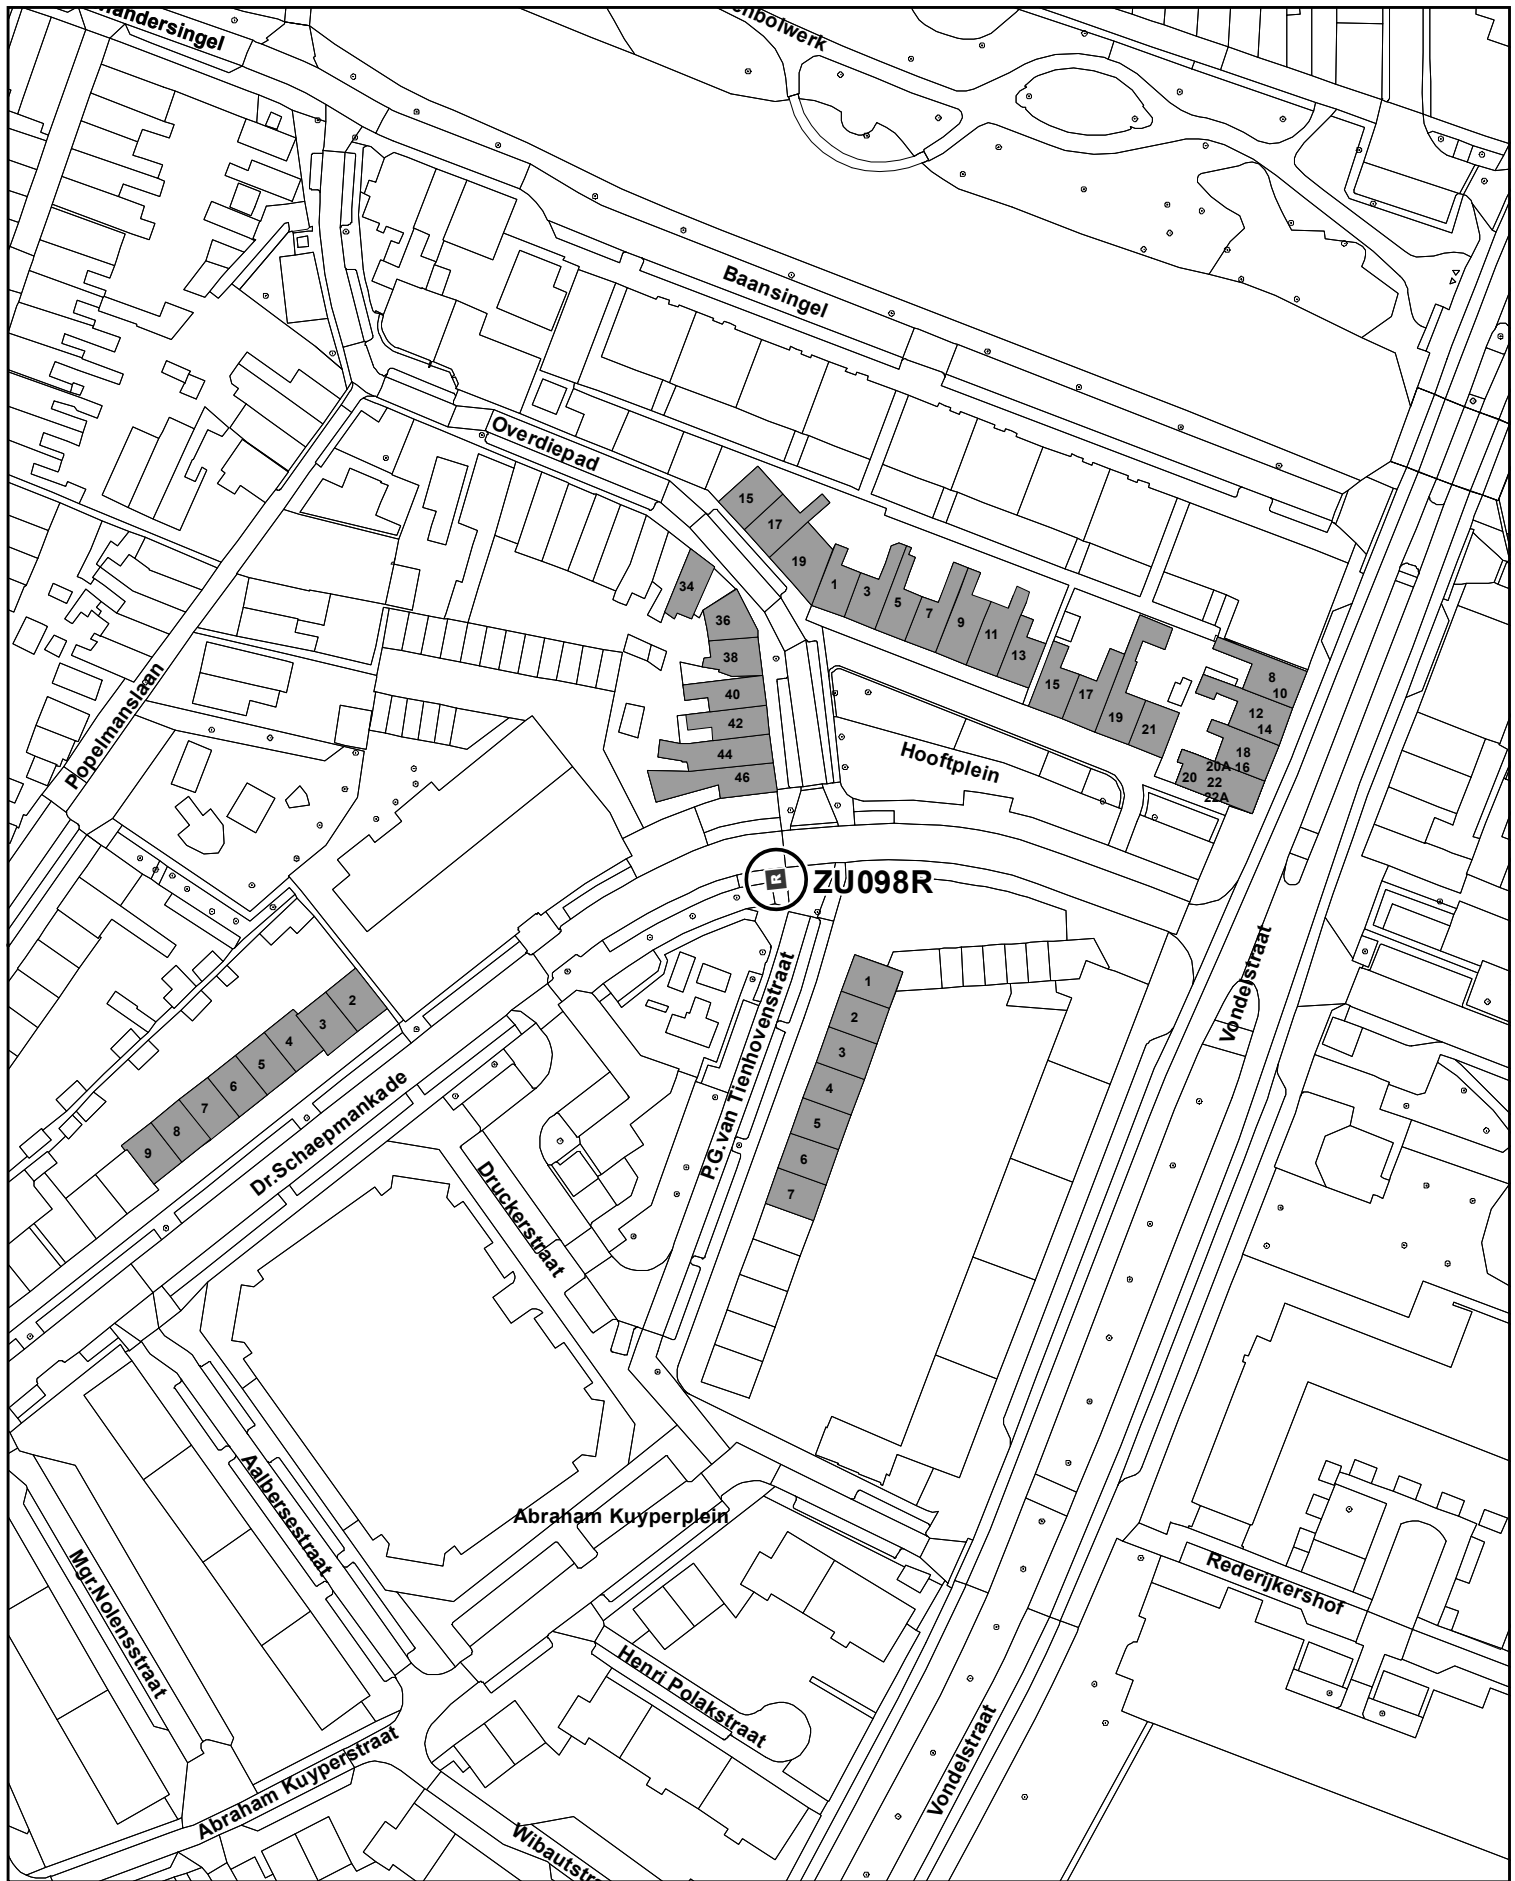 andersingel
enbolwerk
Baansingel
Overdiepad
15
17
19
1
3
5
7
9
11
13
15
17
19
21
34
36
38
40
42
44
46
8
10
12
14
18
20A 16
20
22
22A
Popelmanslaan
Hooftplein
R
ZU098R
Vondelstraat
P.G.van Tienhovenstraat
1
2
3
4
5
6
7
2
3
4
5
6
7
8
9
Dr.Schaepmankade
Druckerstraat
Aalbersestraat
Abraham Kuyperplein
Mgr.Nolensstraat
Rederijkershof
Henri Polakstraat
Vondelstraat
Abraham Kuyperstraat
Wibautstr